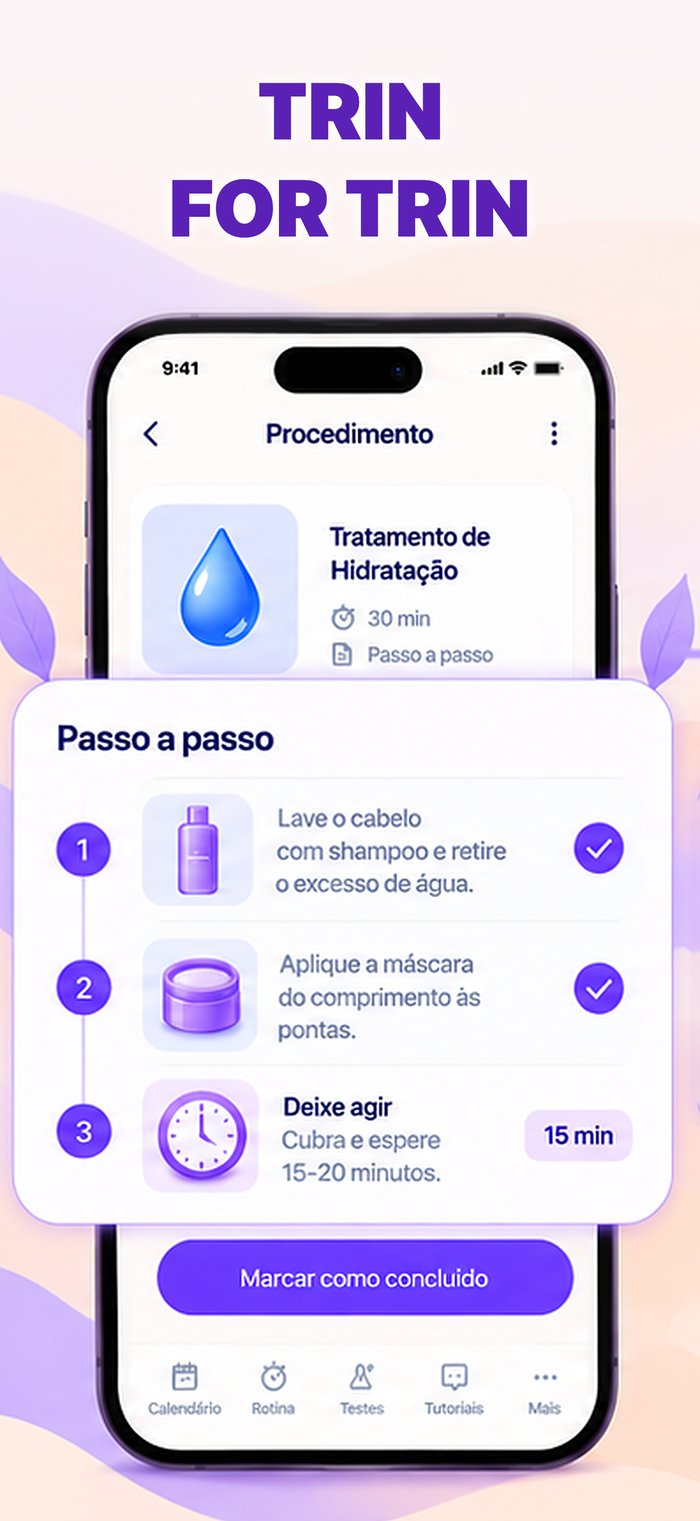 TRIN
FOR TRIN
9:41
Procedimento
Tratamento de
Hidratação
30 min
Passo a passo
Passo a passo
1
Lave o cabelo
com shampoo e retire
o excesso de água.
2
Aplique a máscara
do comprimento às
pontas.
3
Deixe agir
Cubra e espere
15-20 minutos.
15 min
Marcar como concluido
Calendário
Rotina
Testes
Tutoriais
Mais